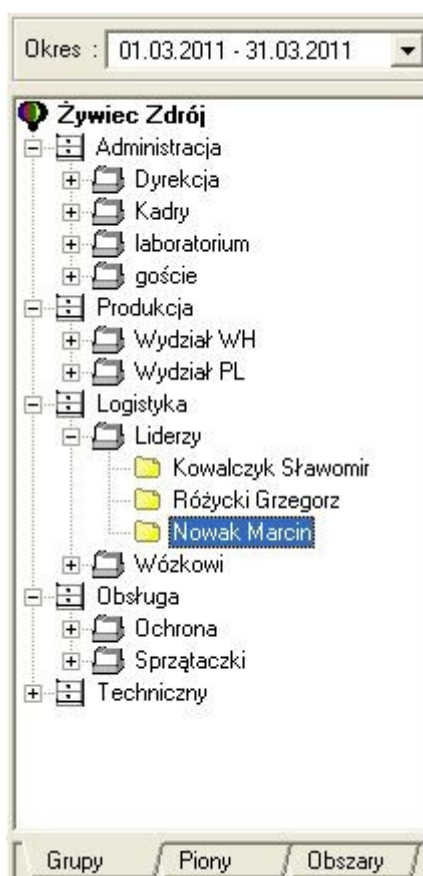 Okres : 01.03.2011 - 31.03.2011
Żywiec Zdrój
Administracja
Dyrekcja
Kadry
laboratorium
goście
Produkcja
Wydział WH
Wydział PL
Logistyka
Liderzy
Kowalczyk Sławomir
Różycki Grzegorz
Nowak Marcin
Wózkowi
Obsługa
Ochrona
Sprzątaczki
Techniczny
Grupy Piony Obszary